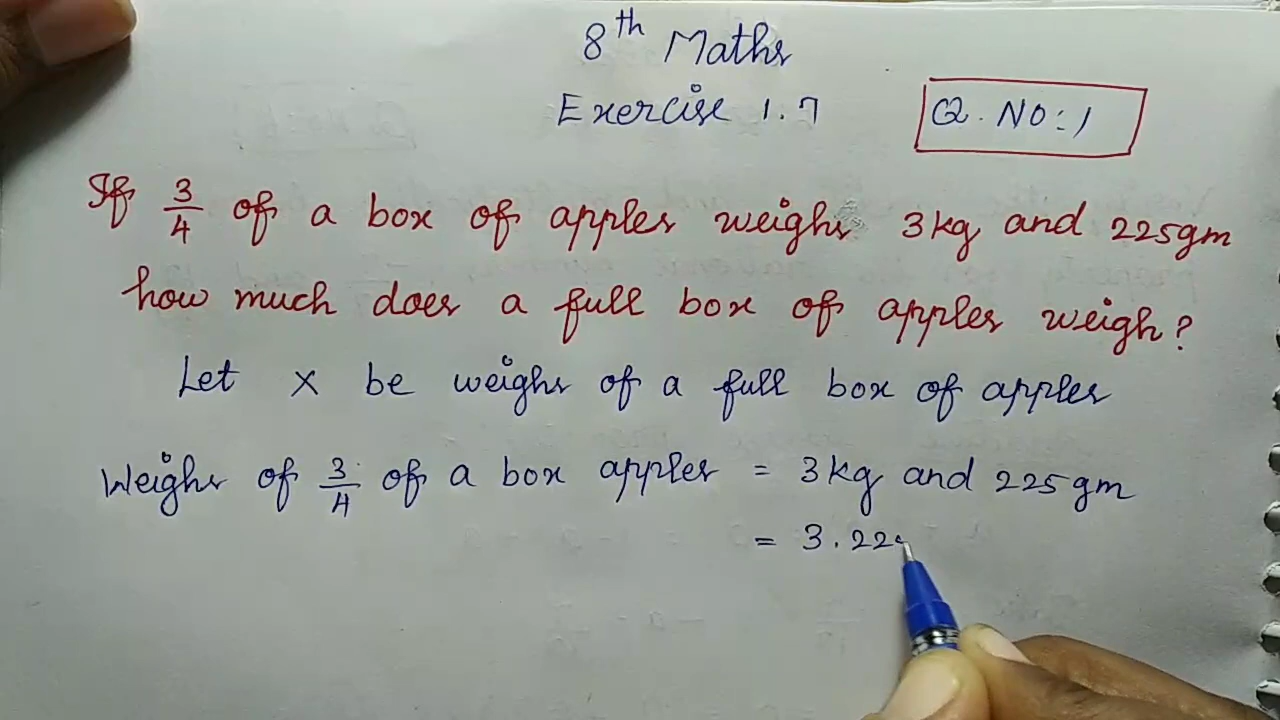 8th Maths
Exercise 1.7
Q. No: 1
If 3/4 of a box of apples weighs 3kg and 225gm
how much does a full box of apples weigh?
Let x be weighs of a full box of apples
Weighs of 3/4 of a box apples = 3kg and 225gm
= 3.22